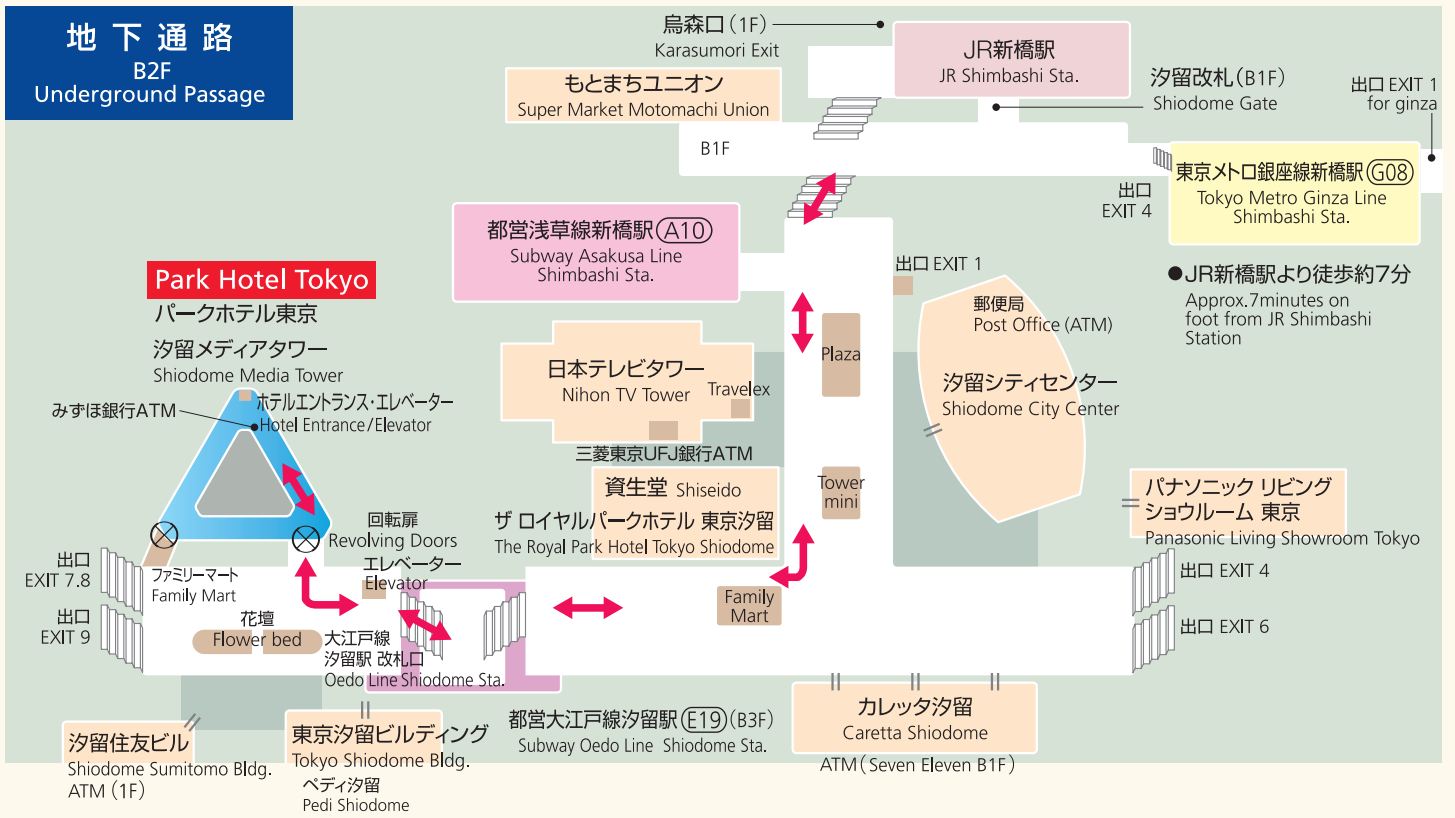 地下通路
B2F
Underground Passage
烏森口(1F)
Karasumori Exit
JR新橋駅
JR Shimbashi Sta.
汐留改札(B1F)
Shiodome Gate
出口 EXIT 1
for ginza
もとまちユニオン
Super Market Motomachi Union
B1F
東京メトロ銀座線新橋駅 G08
Tokyo Metro Ginza Line
Shimbashi Sta.
出口
EXIT 4
都営浅草線新橋駅 A10
Subway Asakusa Line
Shimbashi Sta.
出口 EXIT 1
●JR新橋駅より徒歩約7分
Approx.7minutes on
foot from JR Shimbashi
Station
Park Hotel Tokyo
パークホテル東京
汐留メディアタワー
Shiodome Media Tower
みずほ銀行ATM
ホテルエントランス・エレベーター
Hotel Entrance/Elevator
郵便局
Post Office (ATM)
Plaza
日本テレビタワー
Nihon TV Tower
Travelex
三菱東京UFJ銀行ATM
汐留シティセンター
Shiodome City Center
資生堂 Shiseido
ザ ロイヤルパークホテル 東京汐留
The Royal Park Hotel Tokyo Shiodome
Tower
mini
パナソニック リビング
ショウルーム 東京
Panasonic Living Showroom Tokyo
回転扉
Revolving Doors
エレベーター
Elevator
出口
EXIT 7.8
ファミリーマート
Family Mart
出口
EXIT 9
花壇
Flower bed
大江戸線
汐留駅 改札口
Oedo Line Shiodome Sta.
Family
Mart
出口 EXIT 4
出口 EXIT 6
汐留住友ビル
Shiodome Sumitomo Bldg.
ATM (1F)
東京汐留ビルディング
Tokyo Shiodome Bldg.
ペディ汐留
Pedi Shiodome
都営大江戸線汐留駅 E19 (B3F)
Subway Oedo Line Shiodome Sta.
カレッタ汐留
Caretta Shiodome
ATM (Seven Eleven B1F)